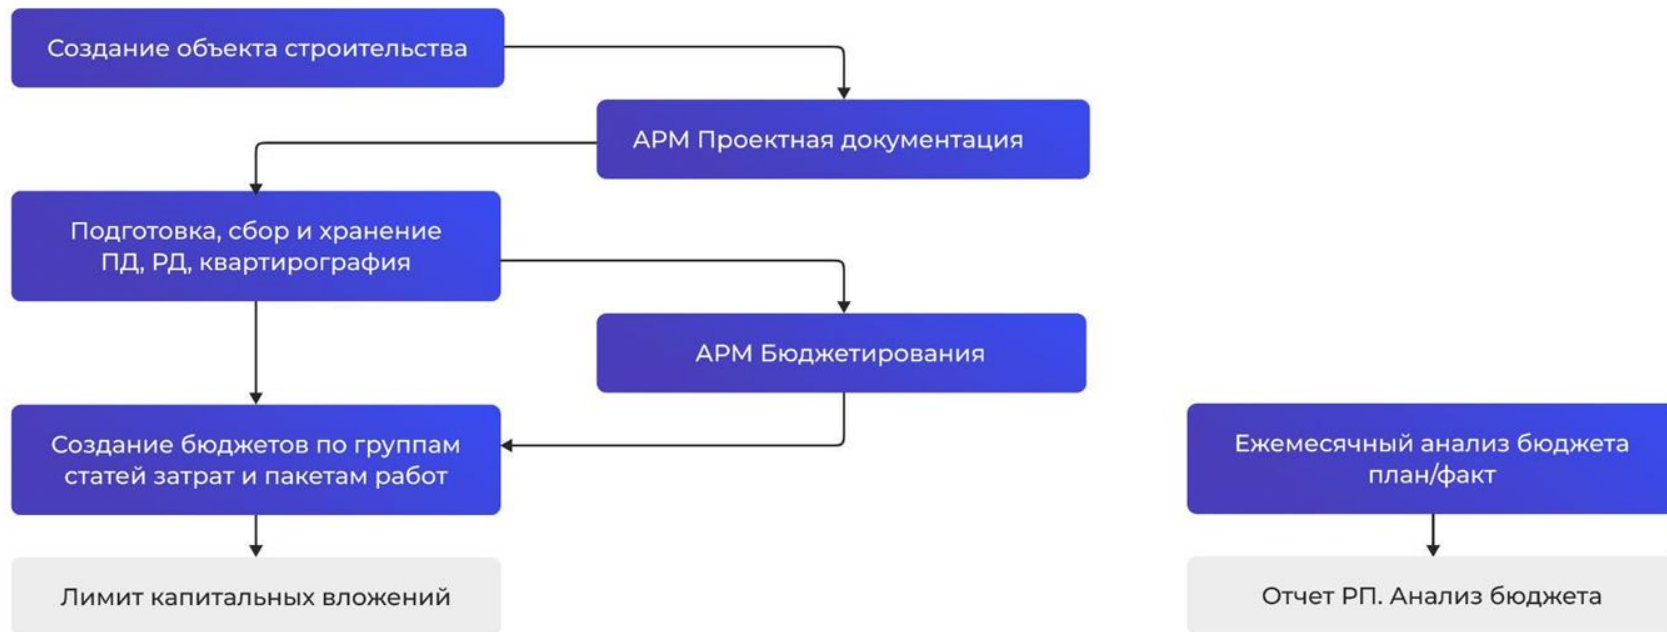 Создание объекта строительства
АРМ Проектная документация
Подготовка, сбор и хранение
ПД, РД, квартирография
АРМ Бюджетирования
Создание бюджетов по группам
статей затрат и пакетам работ
Ежемесячный анализ бюджета
план/факт
Лимит капитальных вложений
Отчет РП. Анализ бюджета